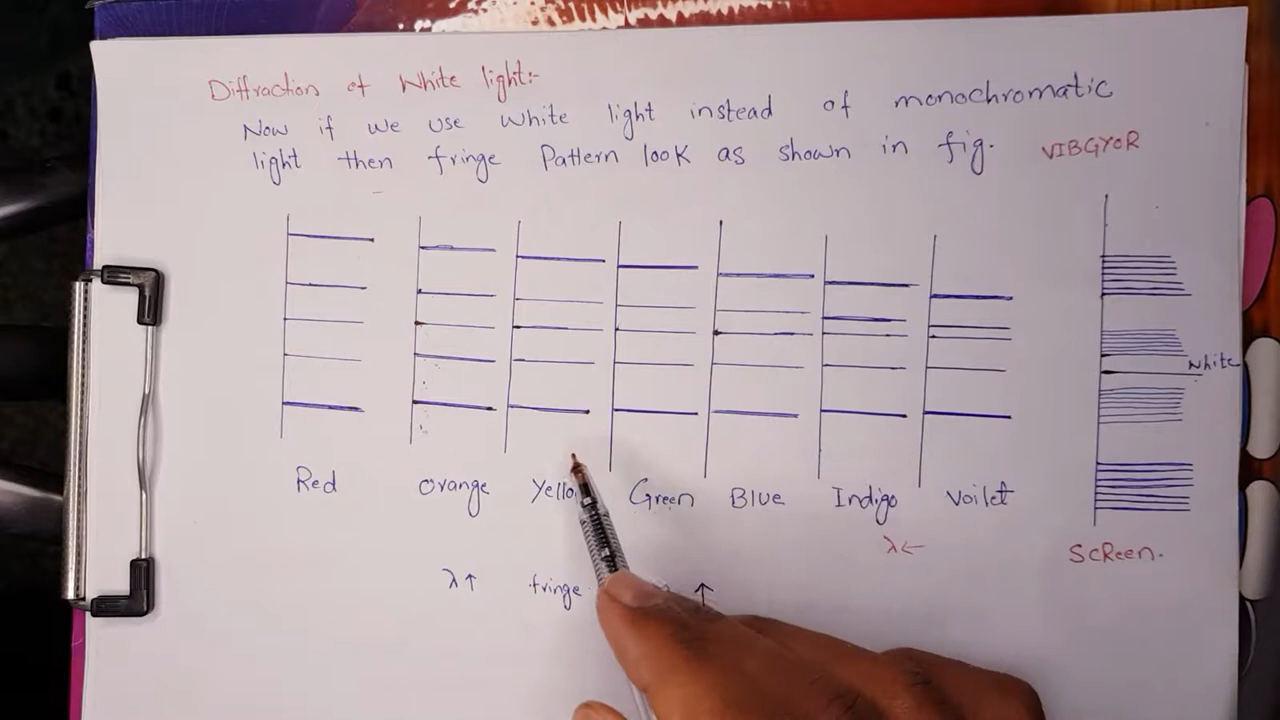 Diffraction of White light:-
Now if we use white light instead of monochromatic
light then fringe Pattern look as shown in fig.
VIBGYOR
White
Red
Orange
Green
Blue
Indigo
Voilet
λ←
ScReen.
λ↑ fringe ↑